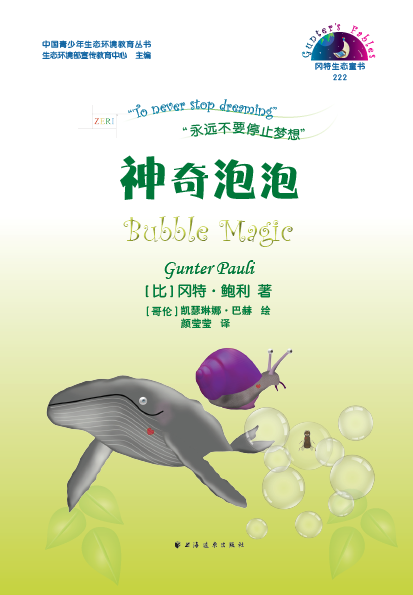 中国青少年生态环境教育丛书
生态环境部宣传教育中心 主编
Gunter's Fables
冈特生态童书
222
ZERI
“To never stop dreaming”
“永远不要停止梦想”
神奇泡泡
Bubble Magic
Gunter Pauli
［比］冈特·鲍利 著
［哥伦］凯瑟琳娜·巴赫 绘
颜莹莹 译
上海远东出版社